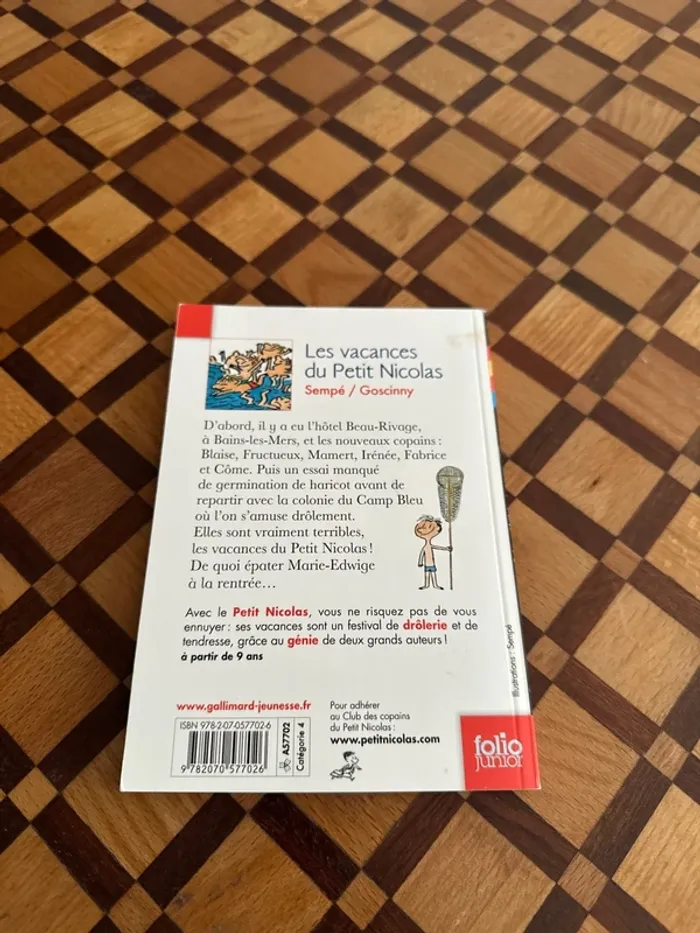 Les vacances
du Petit Nicolas
Sempé / Goscinny
D'abord, il y a eu l'hôtel Beau-Rivage,
à Bains-les-Mers, et les nouveaux copains :
Blaise, Fructueux, Mamert, Irénée, Fabrice
et Côme. Puis un essai manqué
de germination de haricot avant de
repartir avec la colonie du Camp Bleu
où l'on s'amuse drôlement.
Elles sont vraiment terribles,
les vacances du Petit Nicolas !
De quoi épater Marie-Edwige
à la rentrée…
Avec le Petit Nicolas, vous ne risquez pas de vous
ennuyer : ses vacances sont un festival de drôlerie et de
tendresse, grâce au génie de deux grands auteurs !
à partir de 9 ans
Illustrations : Sempé
www.gallimard-jeunesse.fr
ISBN 978-2-07-057702-6
9 782070 577026
A57702
Catégorie 4
Pour adhérer
au Club des copains
du Petit Nicolas :
www.petitnicolas.com
folio
junior